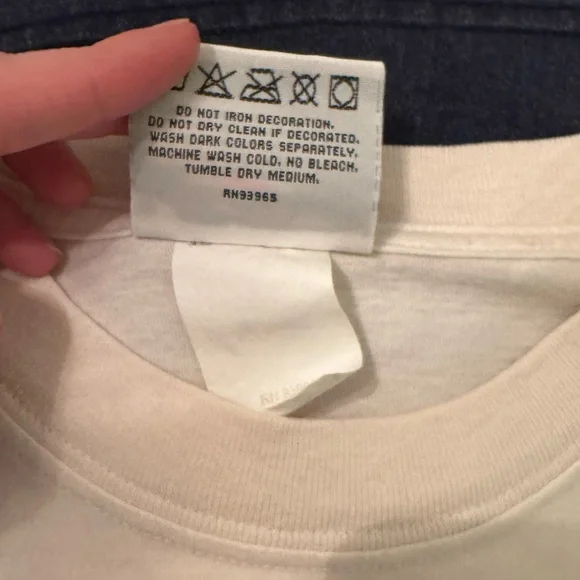 DO NOT IRON DECORATION.
DO NOT DRY CLEAN IF DECORATED.
WASH DARK COLORS SEPARATELY.
MACHINE WASH COLD, NO BLEACH,
TUMBLE DRY MEDIUM.
RN93965
RN